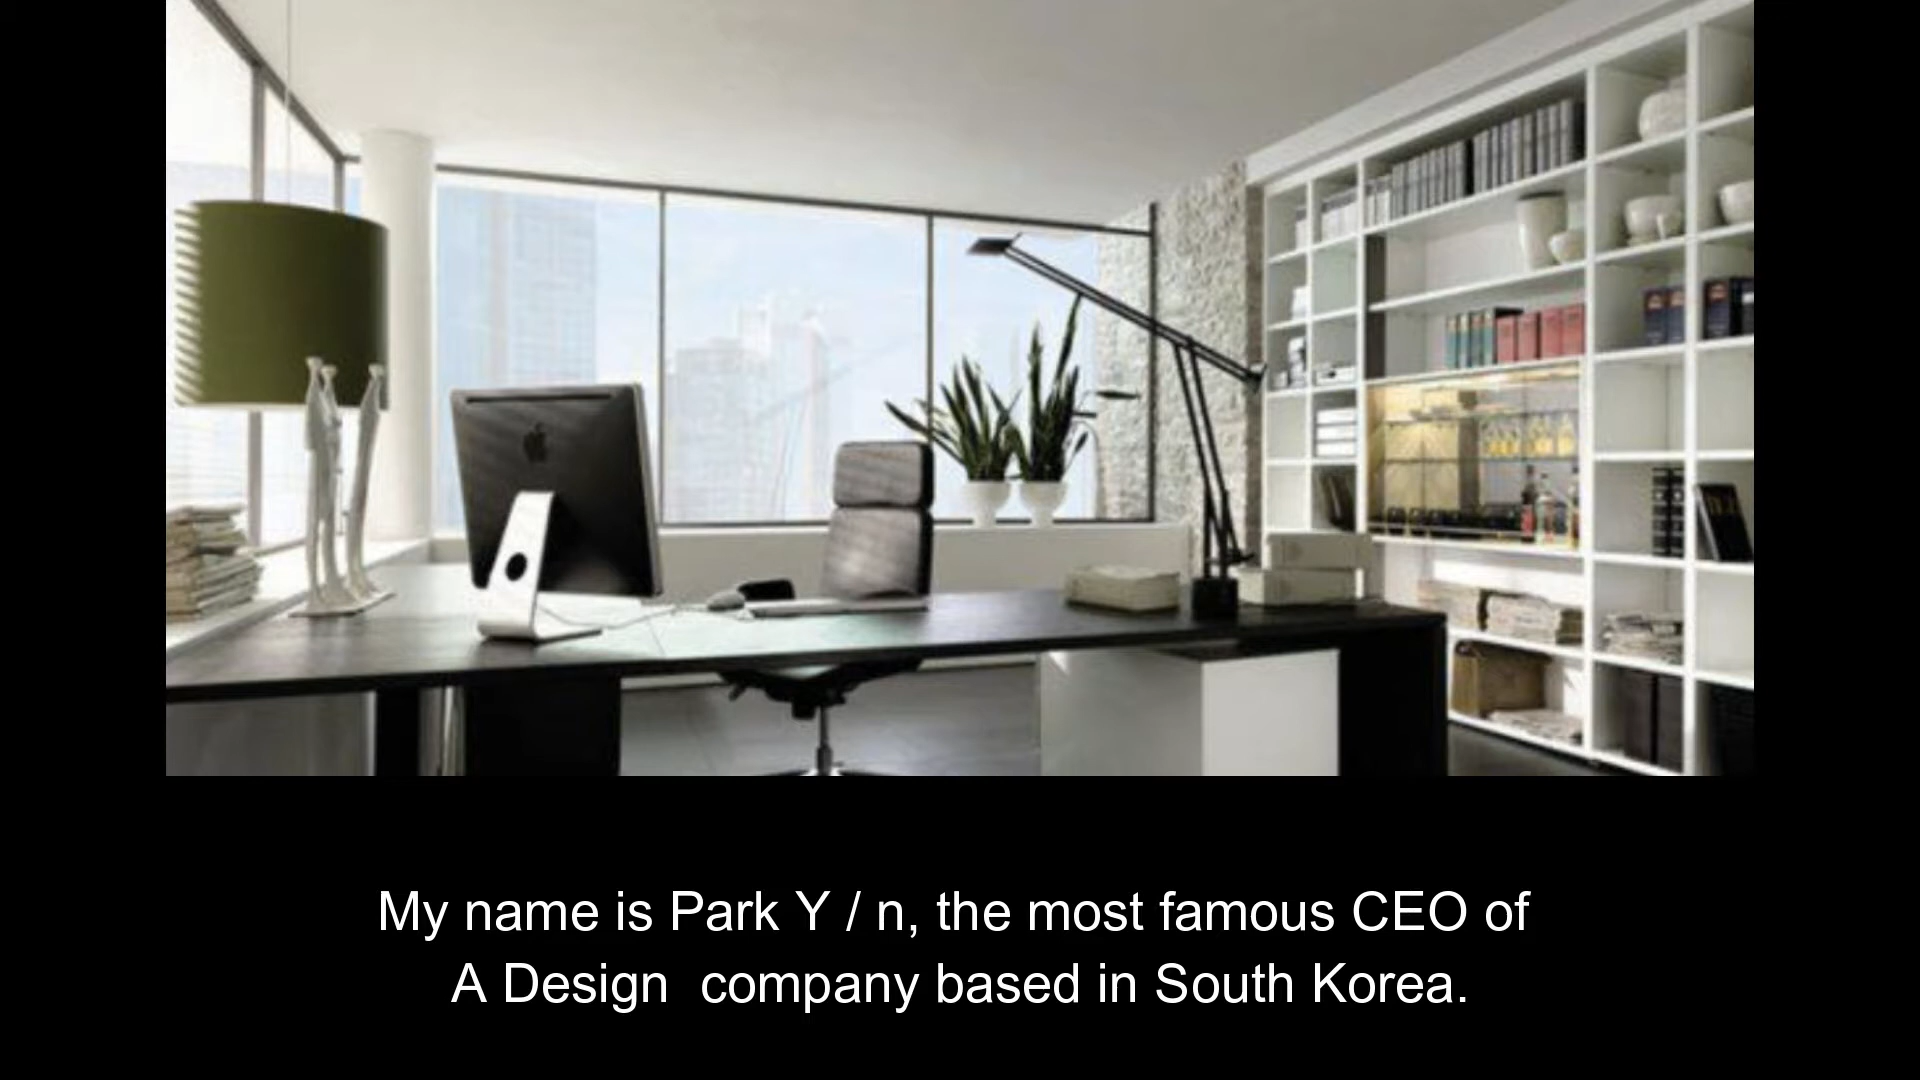 My name is Park Y / n, the most famous CEO of
A Design  company based in South Korea.